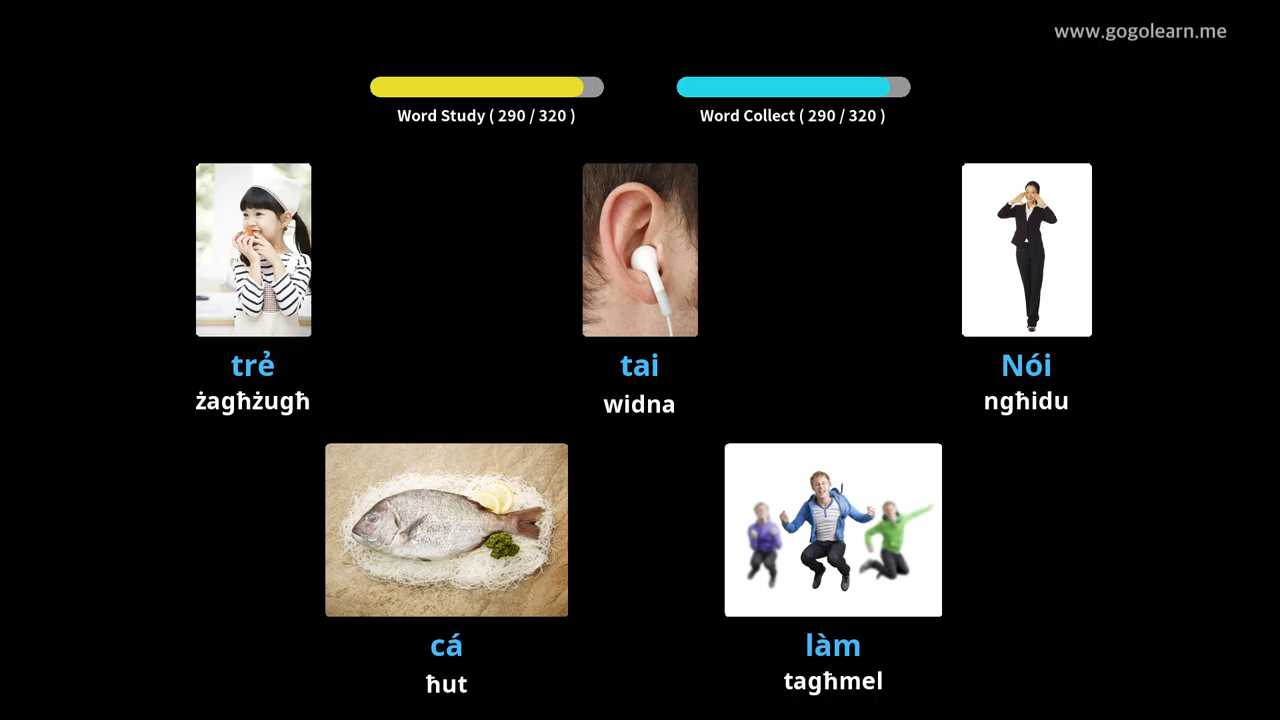 www.gogolearn.me
Word Study ( 290 / 320 )
Word Collect ( 290 / 320 )
trẻ
żagħżugħ
tai
widna
Nói
ngħidu
cá
ħut
làm
tagħmel